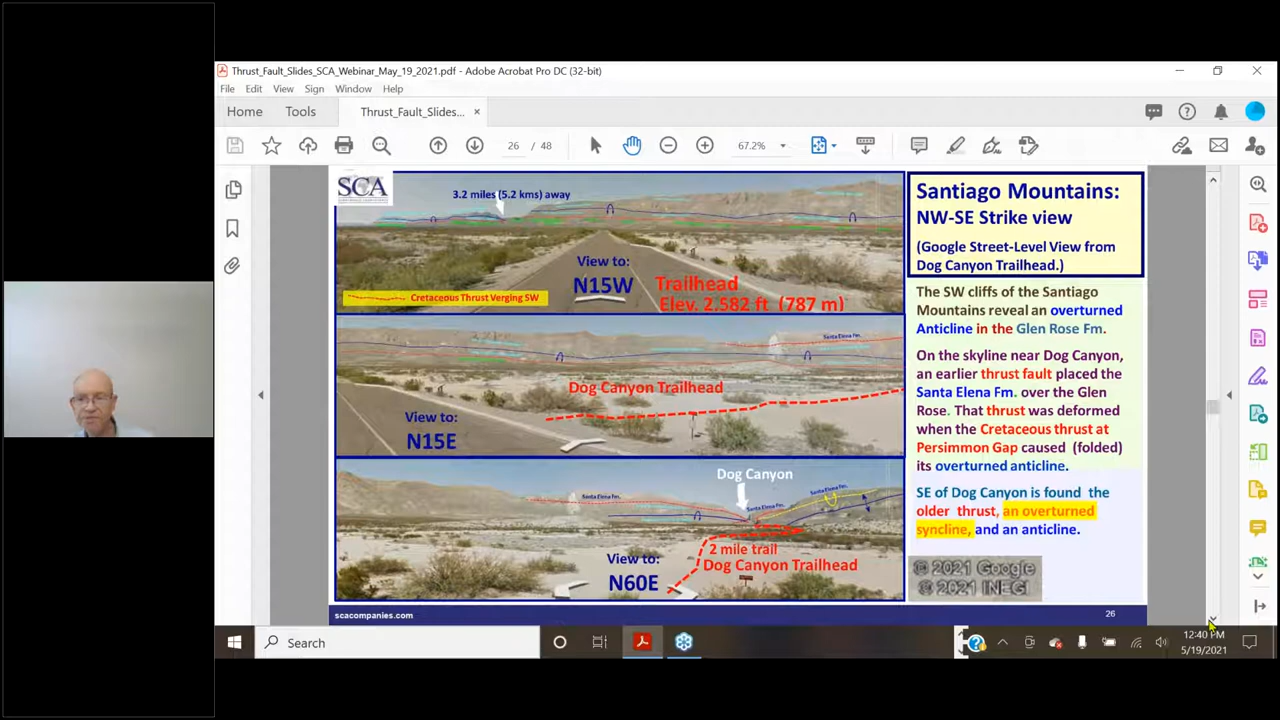 Thrust_Fault_Slides_SCA_Webinar_May_19_2021.pdf - Adobe Acrobat Pro DC (32-bit)
File Edit View Sign Window Help
Home Tools Thrust_Fault_Slides... ×
26 / 48 67.2%
SCA
3.2 miles (5.2 kms) away
View to:
N15W
Trailhead
Elev. 2.582 ft (787 m)
Cretaceous Thrust Verging SW
Santa Elena Fm.
Dog Canyon Trailhead
View to:
N15E
Dog Canyon
Santa Elena Fm.
Santa Elena Fm.
Santa Elena Fm.
2 mile trail
Dog Canyon Trailhead
View to:
N60E
Santiago Mountains:
NW-SE Strike view
(Google Street-Level View from
Dog Canyon Trailhead.)
The SW cliffs of the Santiago
Mountains reveal an overturned
Anticline in the Glen Rose Fm.
On the skyline near Dog Canyon,
an earlier thrust fault placed the
Santa Elena Fm. over the Glen
Rose. That thrust was deformed
when the Cretaceous thrust at
Persimmon Gap caused (folded)
its overturned anticline.
SE of Dog Canyon is found the
older thrust, an overturned
syncline, and an anticline.
© 2021 Google
© 2021 INEGI
scacompanies.com
26
Search
12:40 PM
5/19/2021